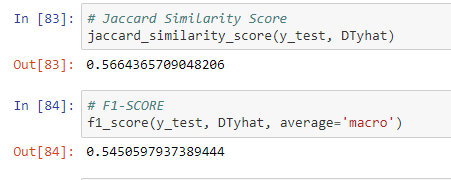 In [83]: # Jaccard Similarity Score
jaccard_similarity_score(y_test, DTyhat)
Out[83]: 0.5664365709048206
In [84]: # F1-SCORE
f1_score(y_test, DTyhat, average='macro')
Out[84]: 0.5450597937389444